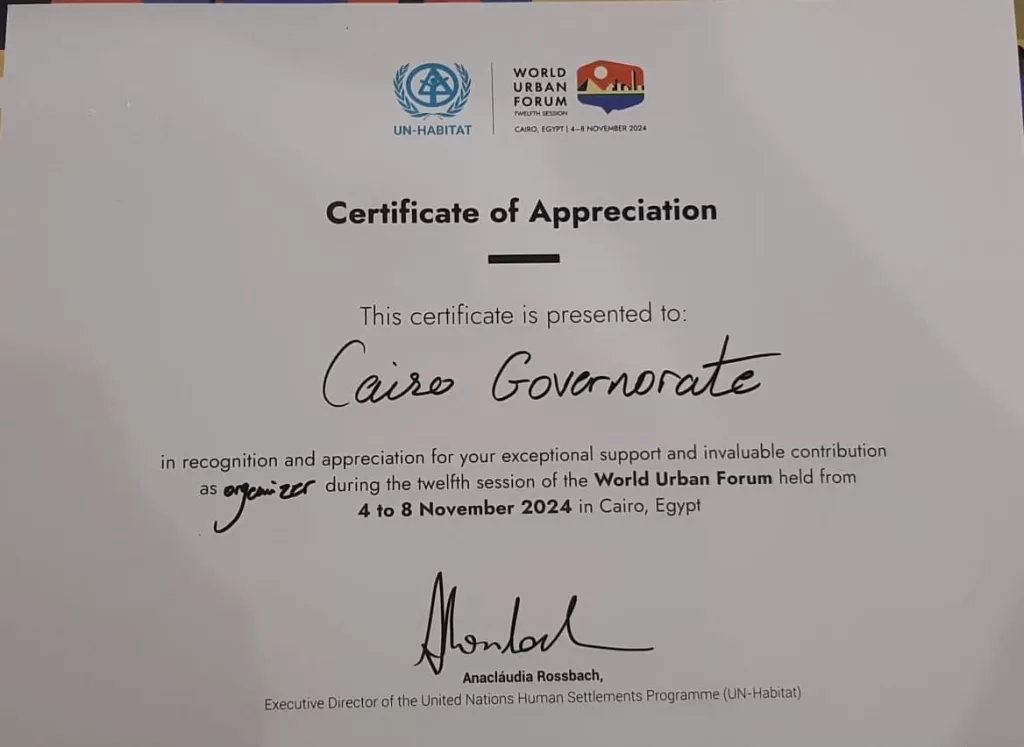 UN-HABITAT
WORLD
URBAN
FORUM
TWELFTH SESSION
CAIRO, EGYPT | 4–8 NOVEMBER 2024
Certificate of Appreciation
This certificate is presented to:
Cairo Governorate
in recognition and appreciation for your exceptional support and invaluable contribution
as organizer during the twelfth session of the World Urban Forum held from
4 to 8 November 2024 in Cairo, Egypt
Anacláudia Rossbach,
Executive Director of the United Nations Human Settlements Programme (UN-Habitat)